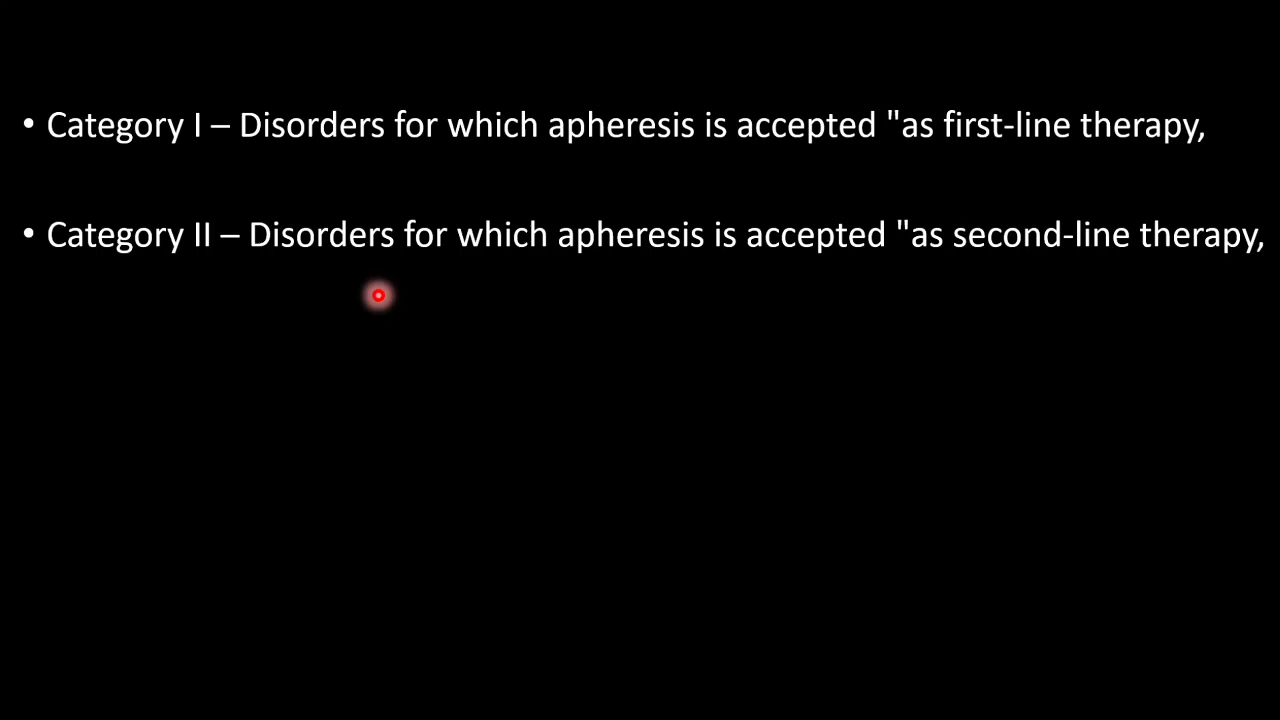 • Category I – Disorders for which apheresis is accepted "as first-line therapy,
• Category II – Disorders for which apheresis is accepted "as second-line therapy,